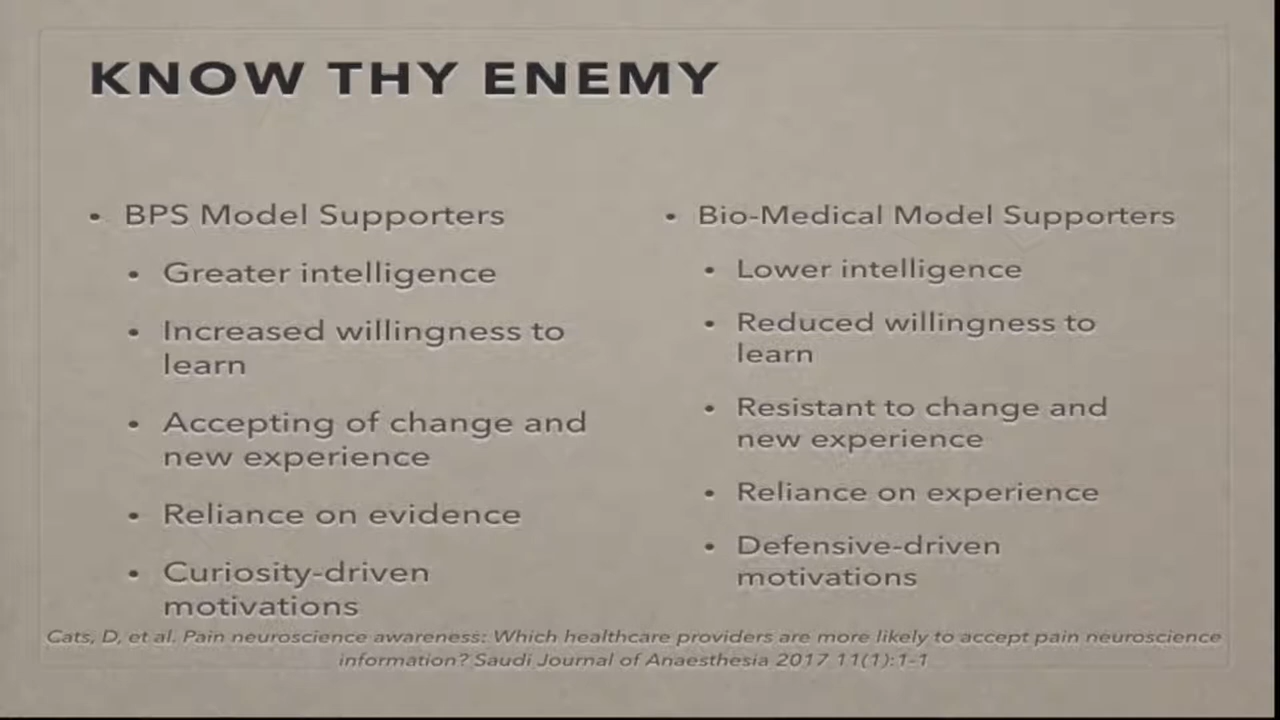 KNOW THY ENEMY
• BPS Model Supporters
• Greater intelligence
• Increased willingness to
learn
• Accepting of change and
new experience
• Reliance on evidence
• Curiosity-driven
motivations
• Bio-Medical Model Supporters
• Lower intelligence
• Reduced willingness to
learn
• Resistant to change and
new experience
• Reliance on experience
• Defensive-driven
motivations
Cats, D, et al. Pain neuroscience awareness: Which healthcare providers are more likely to accept pain neuroscience
information? Saudi Journal of Anaesthesia 2017 11(1):1-1